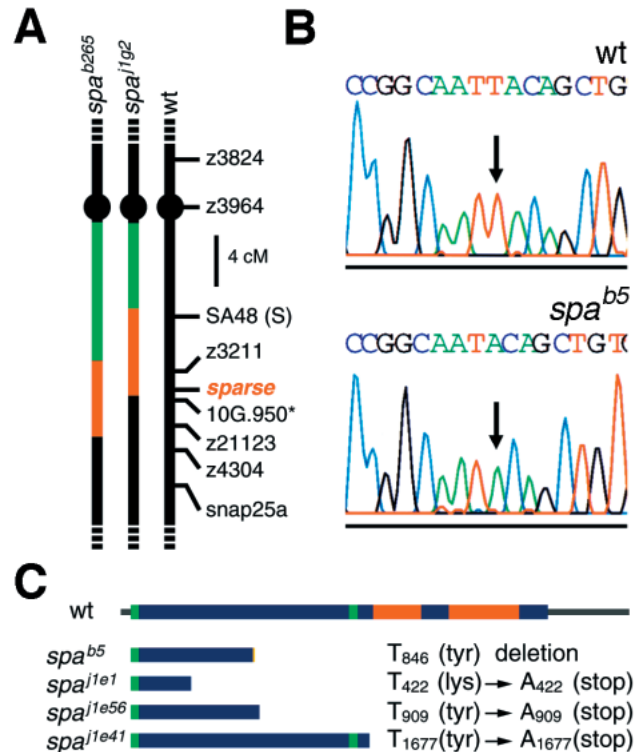 A
spa^b265
spa^j1g2
wt
z3824
z3964
4 cM
SA48 (S)
z3211
sparse
10G.950*
z21123
z4304
snap25a
B
wt
CCGGCAATTACAGCTG
spa^b5
CCGGCAATACAGCTGT
C
wt
spa^b5 T₈₄₆ (tyr) deletion
spa^j1e1 T₄₂₂ (lys) → A₄₂₂ (stop)
spa^j1e56 T₉₀₉ (tyr) → A₉₀₉ (stop)
spa^j1e41 T₁₆₇₇ (tyr) → A₁₆₇₇ (stop)